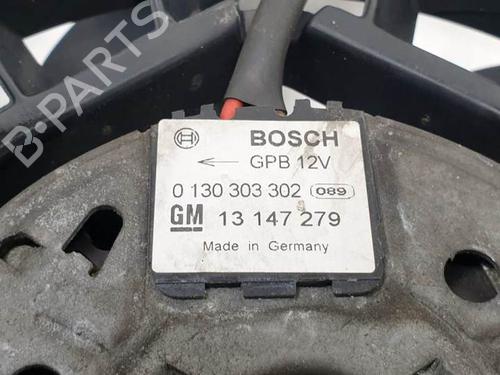 B-PARTS
BOSCH
← GPB 12V
0 130 303 302 089
GM 13 147 279
Made in Germany